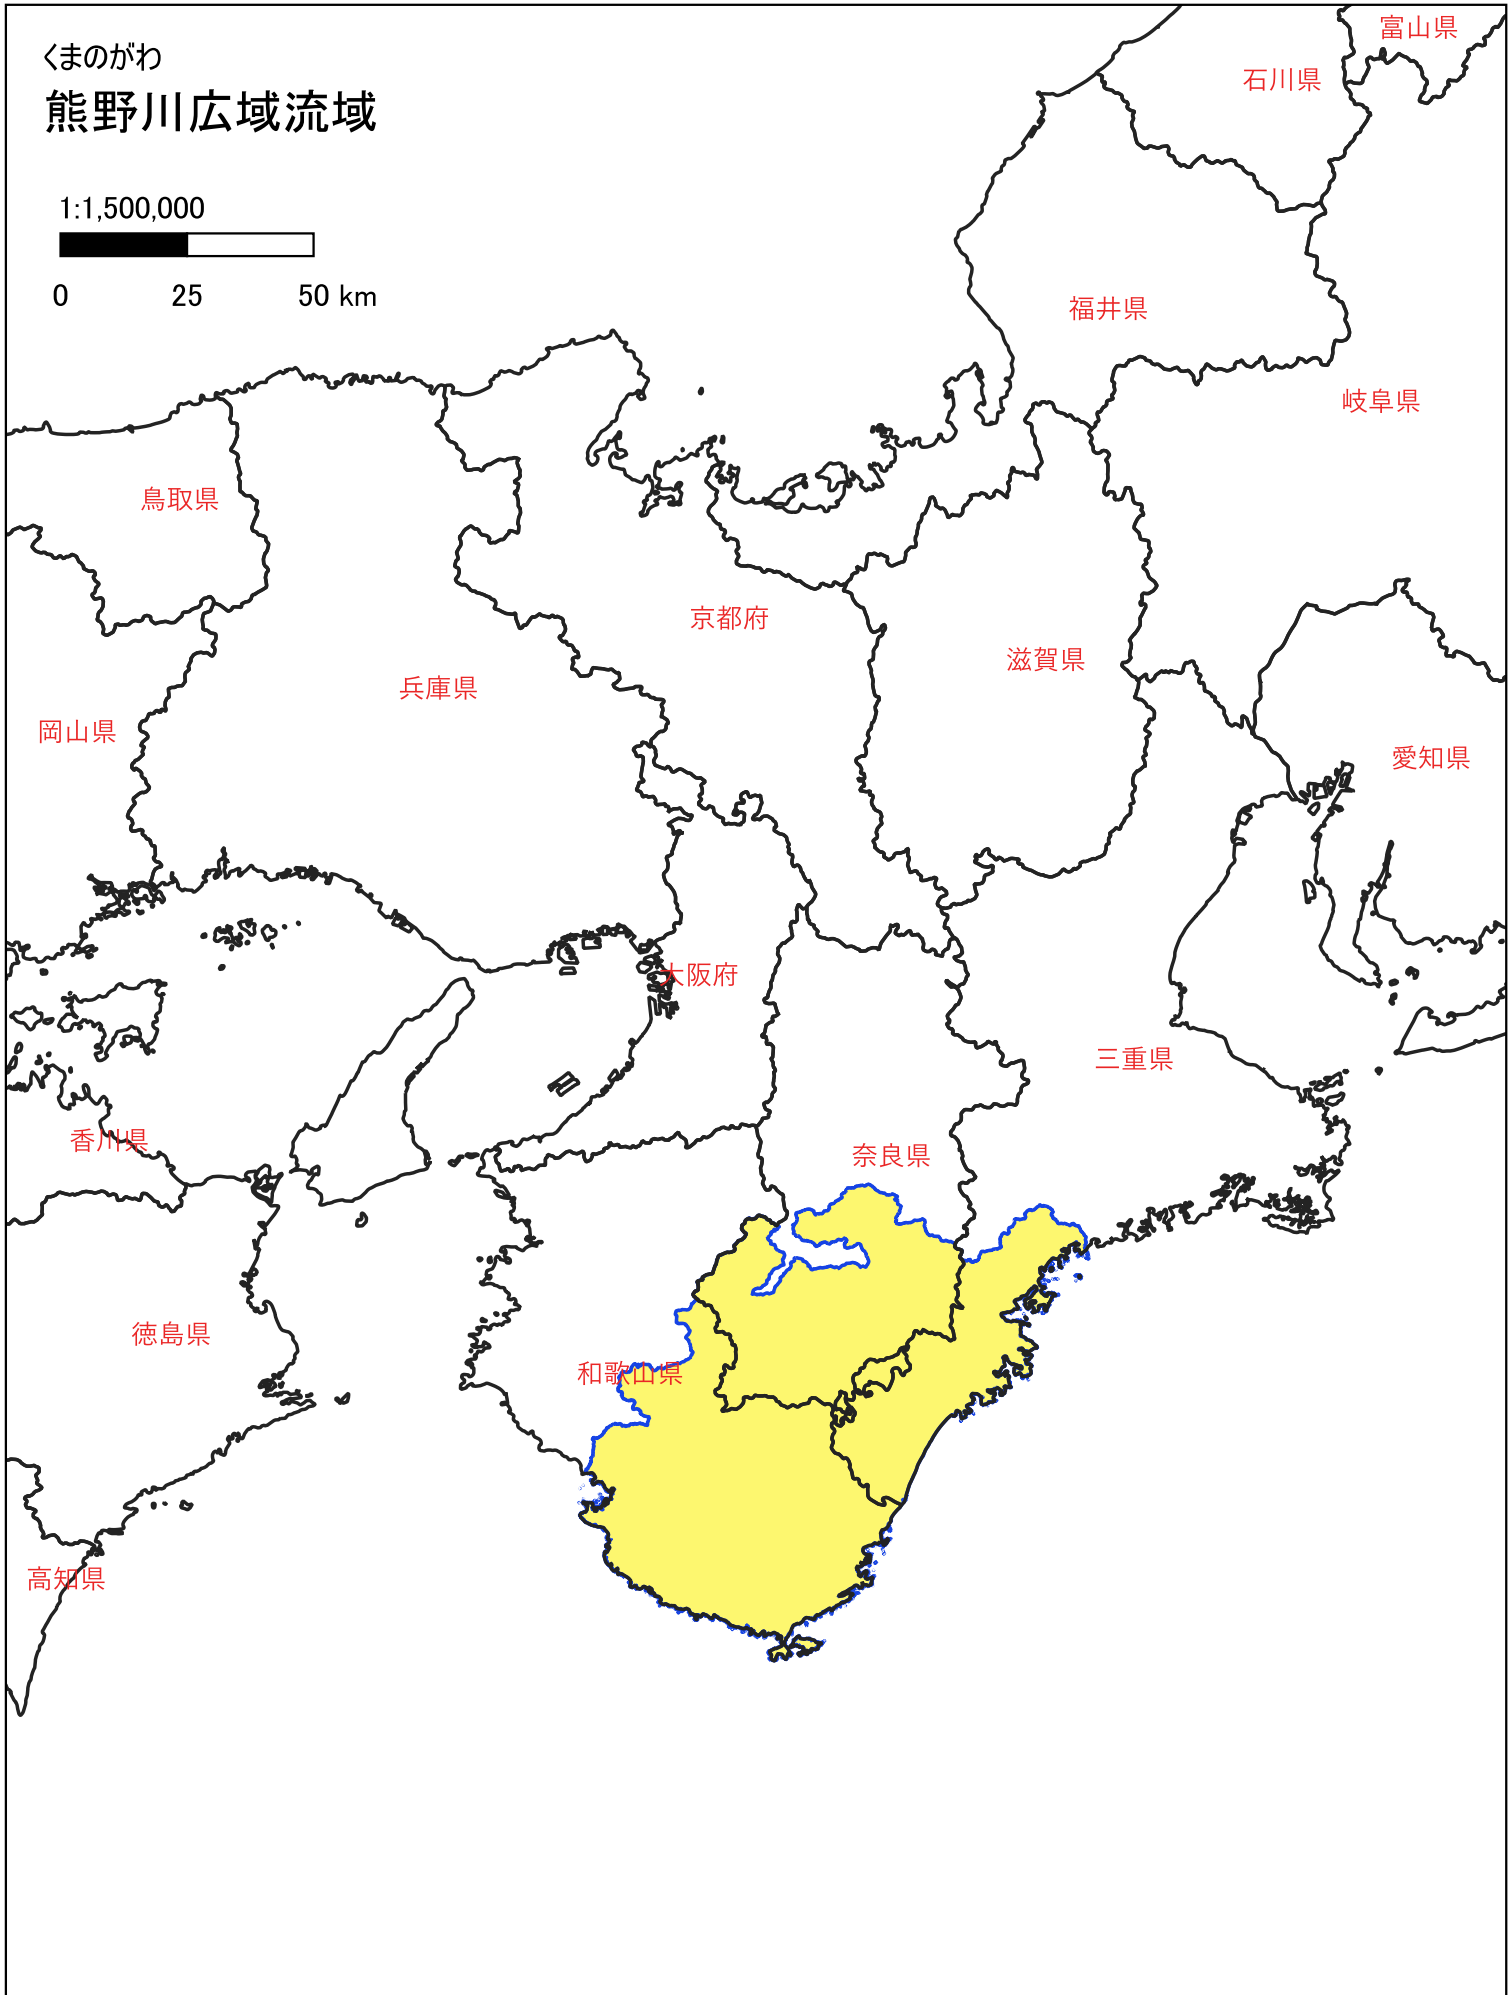 くまのがわ
熊野川広域流域
1:1,500,000
0 25 50 km
富山県
石川県
福井県
岐阜県
鳥取県
京都府
滋賀県
兵庫県
岡山県
愛知県
大阪府
三重県
香川県
奈良県
徳島県
和歌山県
高知県